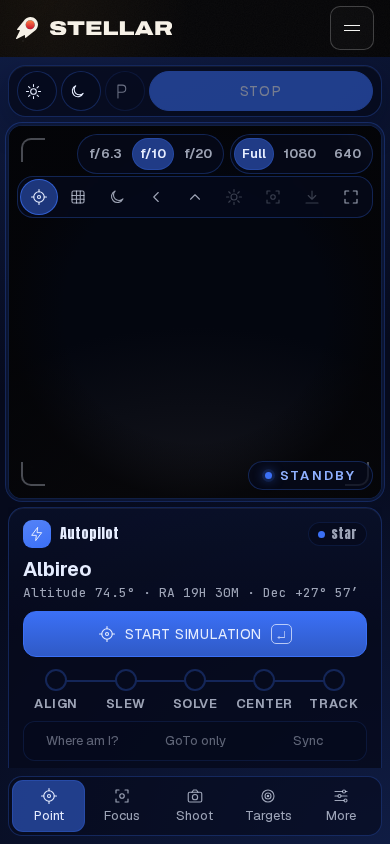 STELLAR
P STOP
f/6.3 f/10 f/20 Full 1080 640
STANDBY
Autopilot star
Albireo
Altitude 74.5° · RA 19H 30M · Dec +27° 57′
START SIMULATION
ALIGN SLEW SOLVE CENTER TRACK
Where am I? GoTo only Sync
Point Focus Shoot Targets More